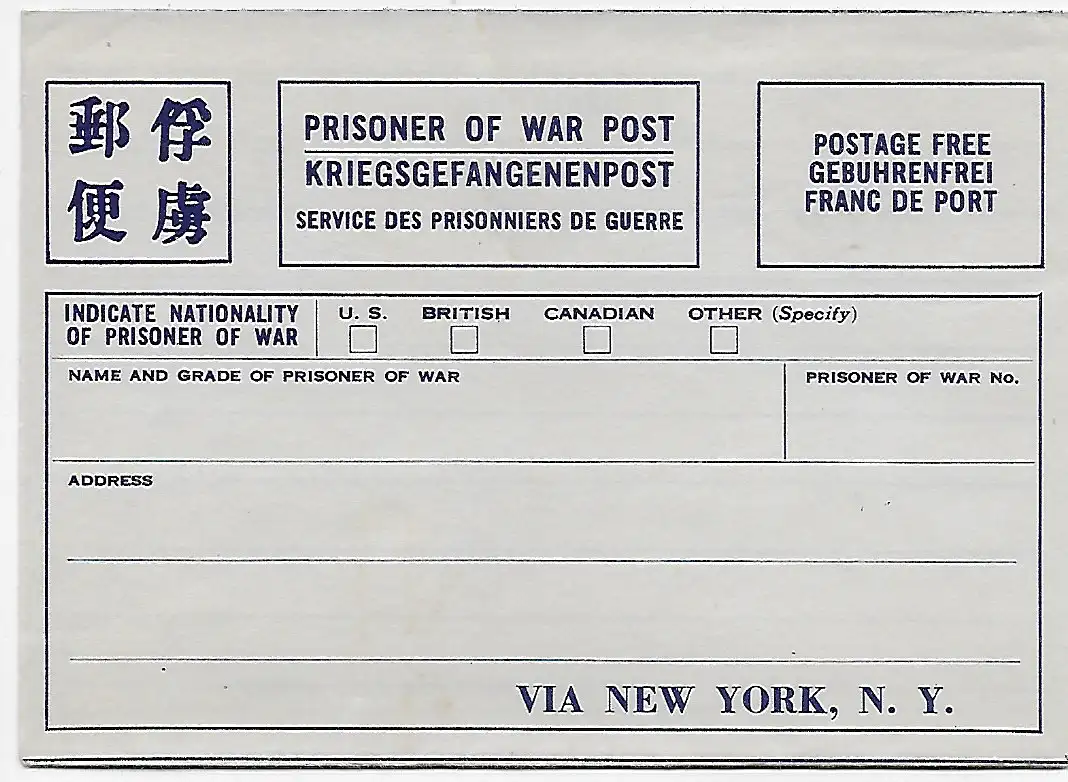 俘虜
郵便
PRISONER OF WAR POST
KRIEGSGEFANGENENPOST
SERVICE DES PRISONNIERS DE GUERRE
POSTAGE FREE
GEBUHRENFREI
FRANC DE PORT
INDICATE NATIONALITY
OF PRISONER OF WAR
U. S.
BRITISH
CANADIAN
OTHER (Specify)
NAME AND GRADE OF PRISONER OF WAR
PRISONER OF WAR No.
ADDRESS
VIA NEW YORK, N. Y.